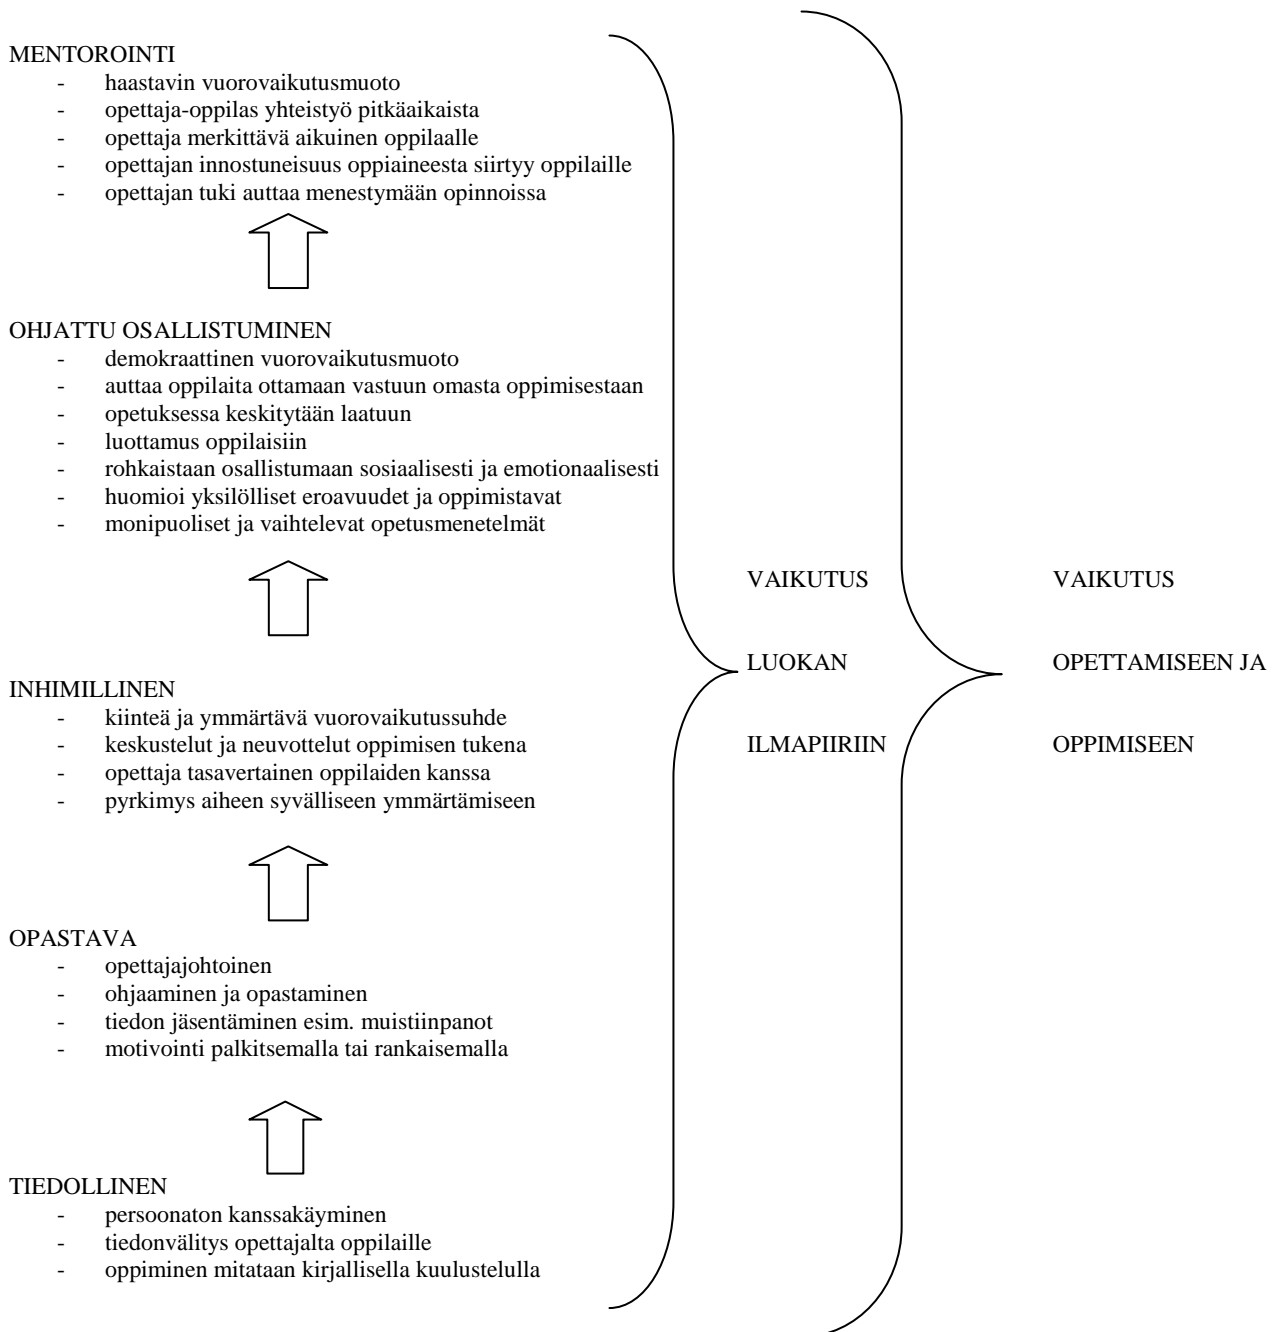 MENTOROINTI
- haastavin vuorovaikutusmuoto
- opettaja-oppilas yhteistyö pitkäaikaista
- opettaja merkittävä aikuinen oppilaalle
- opettajan innostuneisuus oppiaineesta siirtyy oppilaille
- opettajan tuki auttaa menestymään opinnoissa
OHJATTU OSALLISTUMINEN
- demokraattinen vuorovaikutusmuoto
- auttaa oppilaita ottamaan vastuun omasta oppimisestaan
- opetuksessa keskitytään laatuun
- luottamus oppilaisiin
- rohkaistaan osallistumaan sosiaalisesti ja emotionaalisesti
- huomioi yksilölliset eroavuudet ja oppimistavat
- monipuoliset ja vaihtelevat opetusmenetelmät
INHIMILLINEN
- kiinteä ja ymmärtävä vuorovaikutussuhde
- keskustelut ja neuvottelut oppimisen tukena
- opettaja tasavertainen oppilaiden kanssa
- pyrkimys aiheen syvälliseen ymmärtämiseen
OPASTAVA
- opettajajohtoinen
- ohjaaminen ja opastaminen
- tiedon jäsentäminen esim. muistiinpanot
- motivointi palkitsemalla tai rankaisemalla
TIEDOLLINEN
- persoonaton kanssakäyminen
- tiedonvälitys opettajalta oppilaille
- oppiminen mitataan kirjallisella kuulustelulla
VAIKUTUS
LUOKAN
ILMAPIIRIIN
VAIKUTUS
OPETTAMISEEN JA
OPPIMISEEN